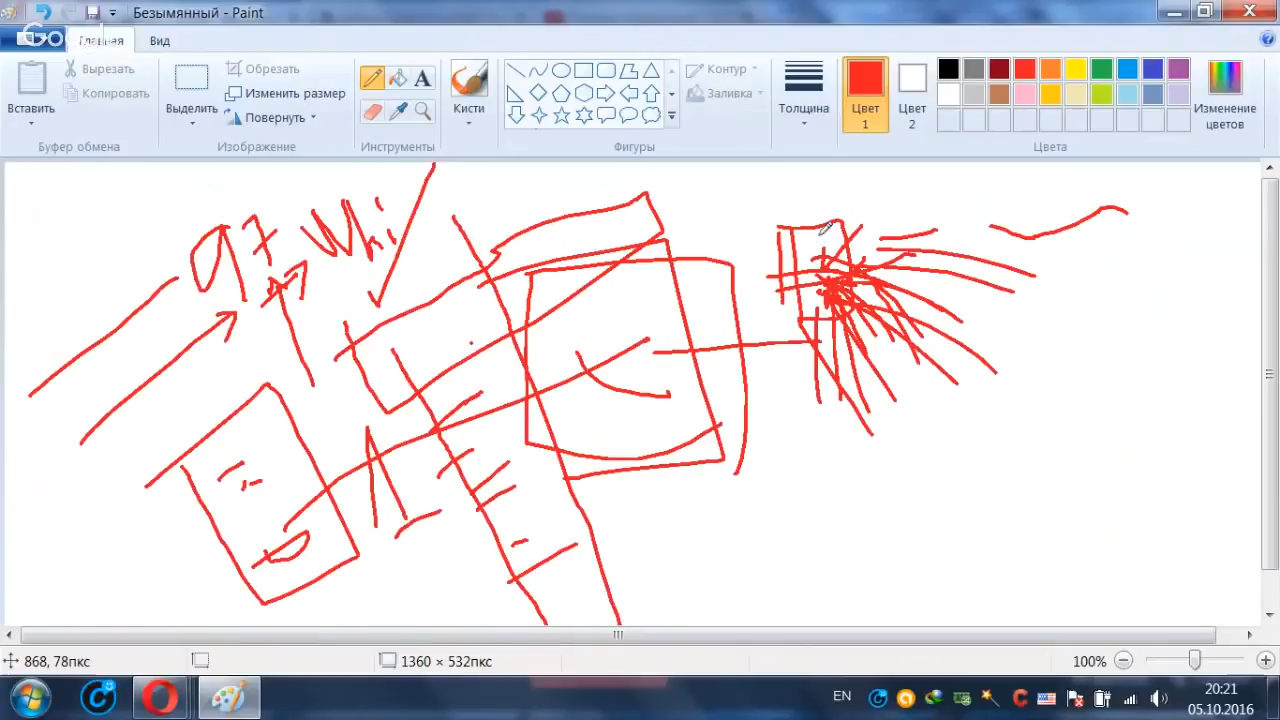 Безымянный - Paint
Главная
Вид
Вставить
Вырезать
Копировать
Буфер обмена
Выделить
Обрезать
Изменить размер
Повернуть
Изображение
Инструменты
Кисти
Контур
Заливка
Фигуры
Толщина
Цвет
1
Цвет
2
Изменение
цветов
Цвета
868, 78пкс
1360 × 532пкс
100%
EN
20:21
05.10.2016